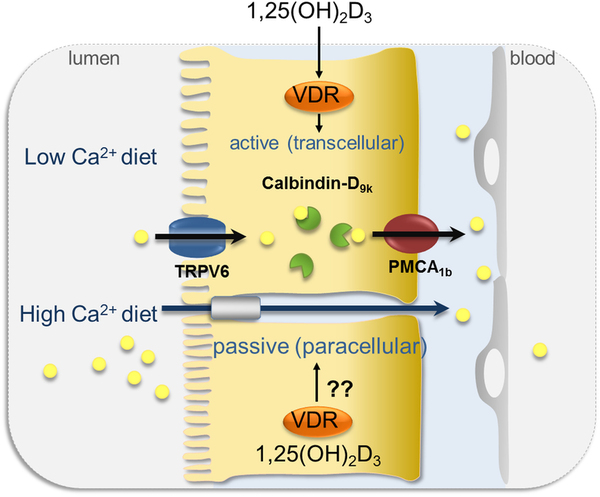 1,25(OH)₂D₃
lumen
blood
VDR
active (transcellular)
Low Ca²⁺ diet
Calbindin-D₉ₖ
TRPV6
PMCA₁b
High Ca²⁺ diet
passive (paracellular)
??
VDR
1,25(OH)₂D₃